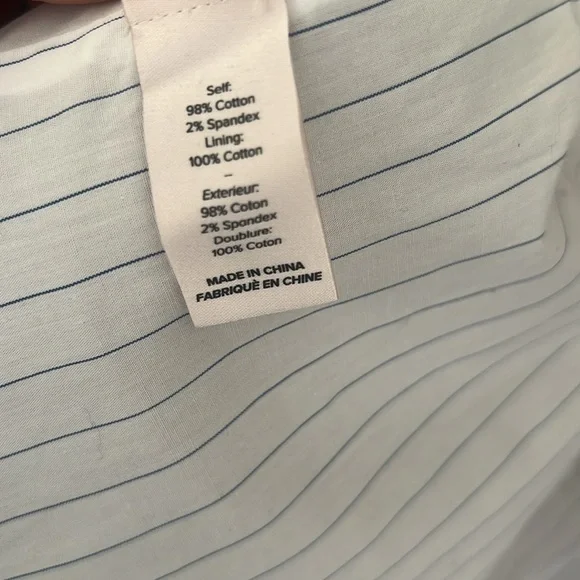 Self:
98% Cotton
2% Spandex
Lining:
100% Cotton
–
Exterieur:
98% Coton
2% Spandex
Doublure:
100% Coton
MADE IN CHINA
FABRIQUÈ EN CHINE